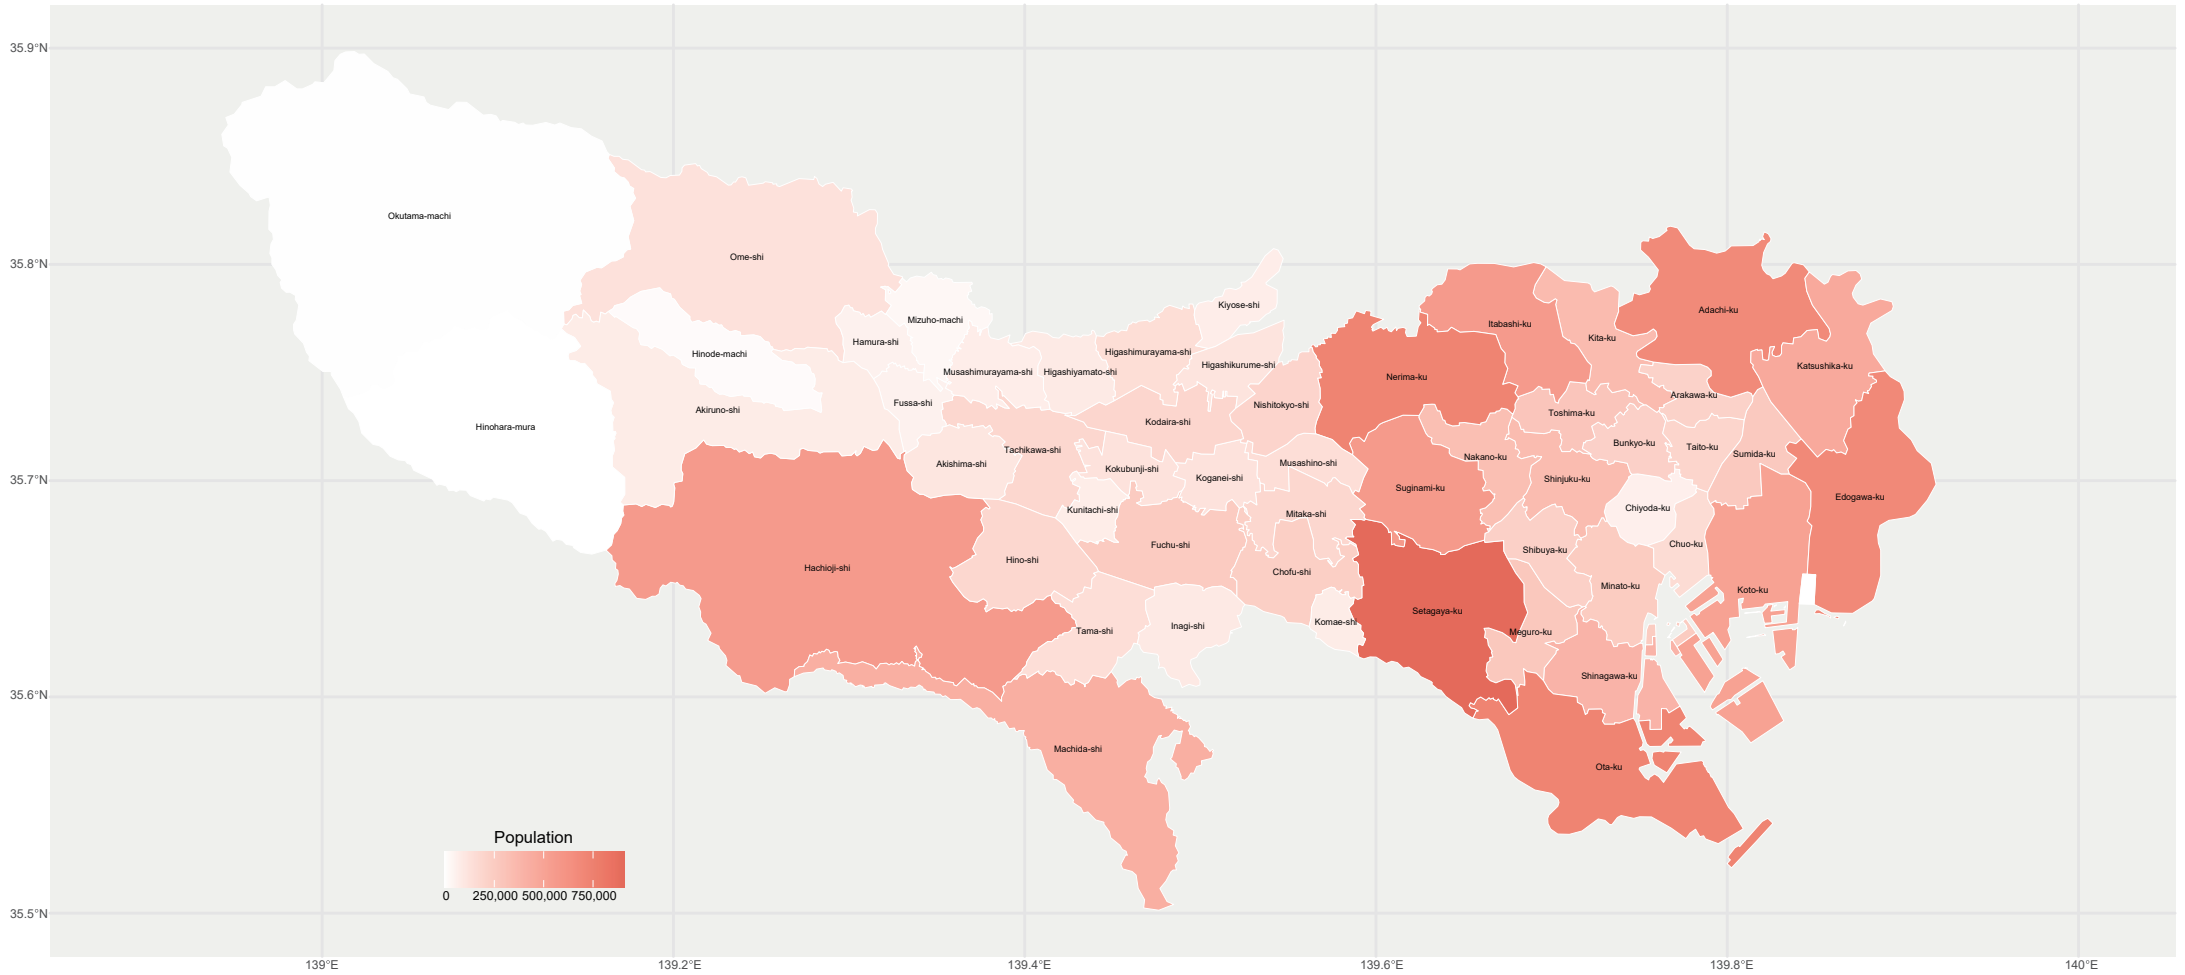 35.9°N
35.8°N
35.7°N
35.6°N
35.5°N
Okutama-machi
Ome-shi
Kiyose-shi
Adachi-ku
Mizuho-machi
Itabashi-ku
Kita-ku
Hamura-shi
Hinode-machi
Higashimurayama-shi
Higashikurume-shi
Katsushika-ku
Musashimurayama-shi
Higashiyamato-shi
Nerima-ku
Arakawa-ku
Fussa-shi
Nishitokyo-shi
Akiruno-shi
Toshima-ku
Kodaira-shi
Hinohara-mura
Bunkyo-ku
Taito-ku
Tachikawa-shi
Sumida-ku
Nakano-ku
Akishima-shi
Kokubunji-shi
Musashino-shi
Koganei-shi
Shinjuku-ku
Suginami-ku
Edogawa-ku
Kunitachi-shi
Chiyoda-ku
Mitaka-shi
Fuchu-shi
Chuo-ku
Shibuya-ku
Hino-shi
Hachioji-shi
Chofu-shi
Minato-ku
Koto-ku
Setagaya-ku
Komae-shi
Inagi-shi
Tama-shi
Meguro-ku
Shinagawa-ku
Machida-shi
Ota-ku
Population
0 250,000 500,000 750,000
139°E 139.2°E 139.4°E 139.6°E 139.8°E 140°E